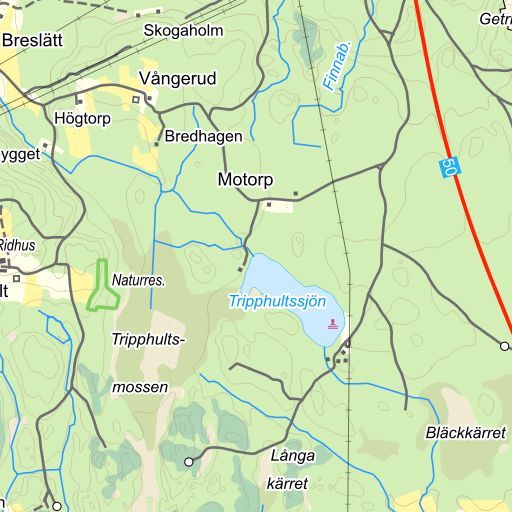 Getr
Skogaholm
Breslätt
Finnab.
Vångerud
Högtorp
Bredhagen
ygget
50
Motorp
Ridhus
Naturres.
lt
Tripphultssjön
Tripphults-
mossen
Bläckkärret
Långa
kärret
n